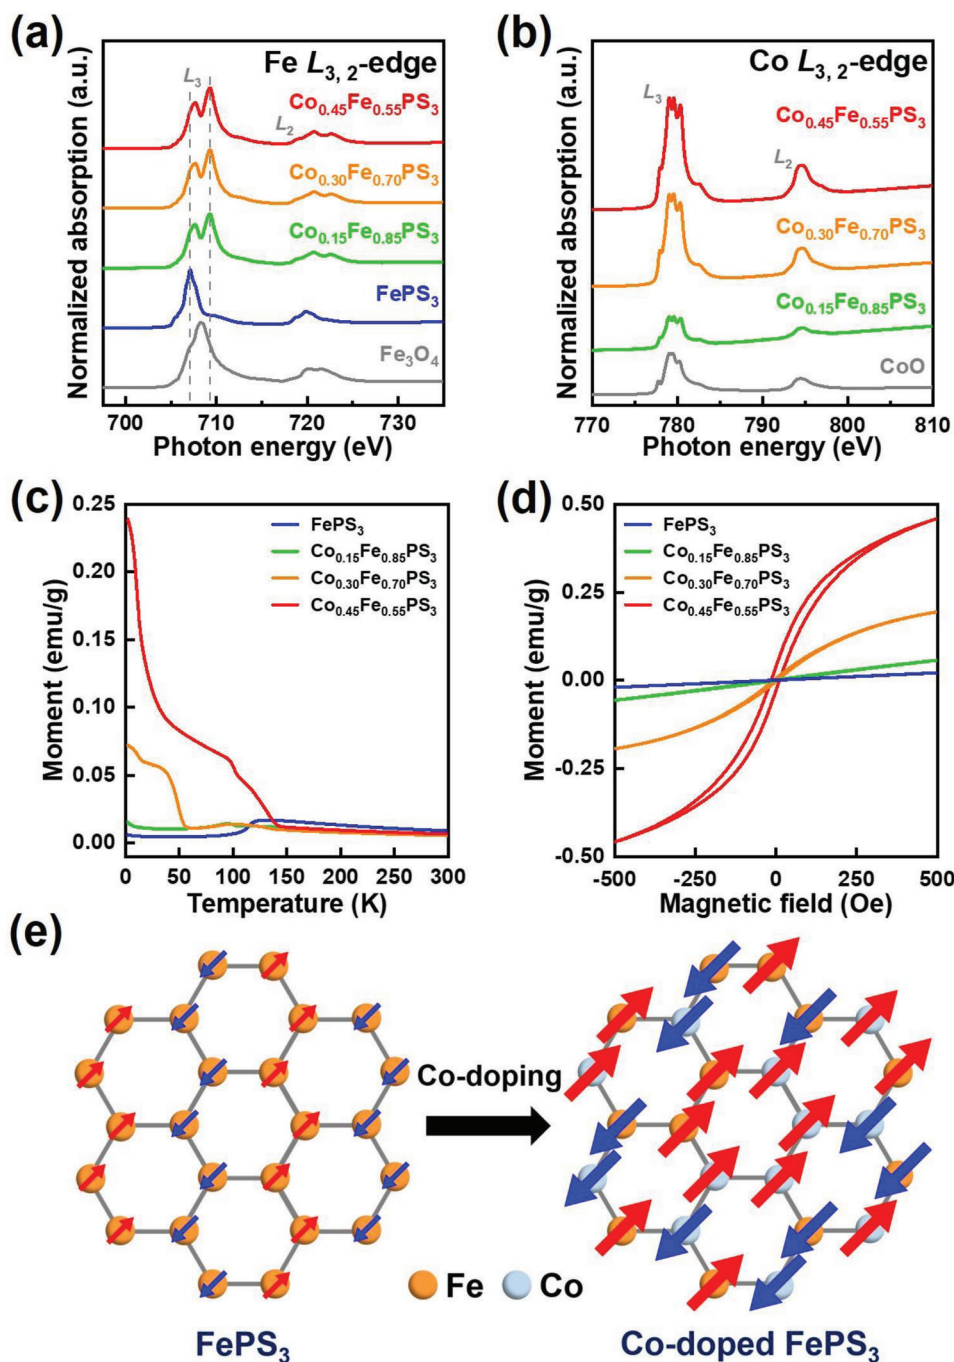 (a)
Fe L3, 2-edge
L3
L2
Co0.45Fe0.55PS3
Co0.30Fe0.70PS3
Co0.15Fe0.85PS3
FePS3
Fe3O4
Normalized absorption (a.u.)
700 710 720 730
Photon energy (eV)
(b)
Co L3, 2-edge
L3
Co0.45Fe0.55PS3
L2
Co0.30Fe0.70PS3
Co0.15Fe0.85PS3
CoO
Normalized absorption (a.u.)
770 780 790 800 810
Photon energy (eV)
(c)
0.25
0.20
0.15
0.10
0.05
0.00
Moment (emu/g)
FePS3
Co0.15Fe0.85PS3
Co0.30Fe0.70PS3
Co0.45Fe0.55PS3
0 50 100 150 200 250 300
Temperature (K)
(d)
0.50
0.25
0.00
-0.25
-0.50
Moment (emu/g)
FePS3
Co0.15Fe0.85PS3
Co0.30Fe0.70PS3
Co0.45Fe0.55PS3
-500 -250 0 250 500
Magnetic field (Oe)
(e)
Co-doping
Fe Co
FePS3
Co-doped FePS3